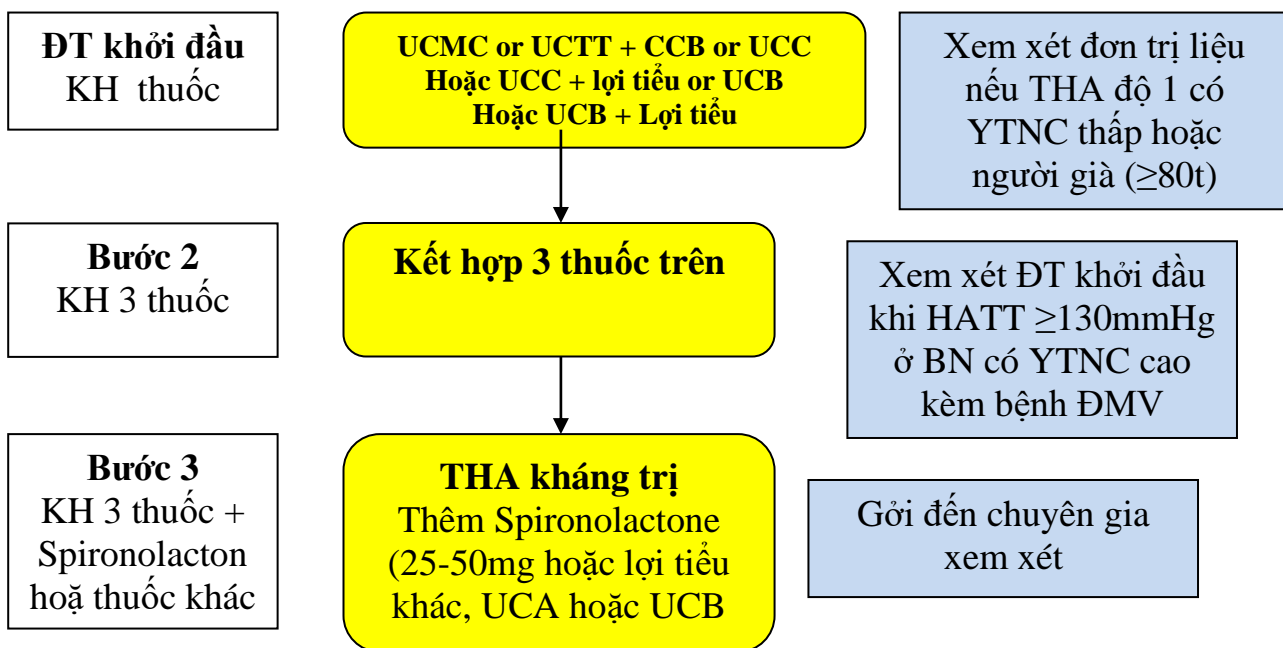 ĐT khởi đầu
KH thuốc
UCMC or UCTT + CCB or UCC
Hoặc UCC + lợi tiểu or UCB
Hoặc UCB + Lợi tiểu
Xem xét đơn trị liệu
nếu THA độ 1 có
YTNC thấp hoặc
người già (≥80t)
Bước 2
KH 3 thuốc
Kết hợp 3 thuốc trên
Xem xét ĐT khởi đầu
khi HATT ≥130mmHg
ở BN có YTNC cao
kèm bệnh ĐMV
Bước 3
KH 3 thuốc +
Spironolacton
hoặ thuốc khác
THA kháng trị
Thêm Spironolactone
(25-50mg hoặc lợi tiểu
khác, UCA hoặc UCB
Gởi đến chuyên gia
xem xét